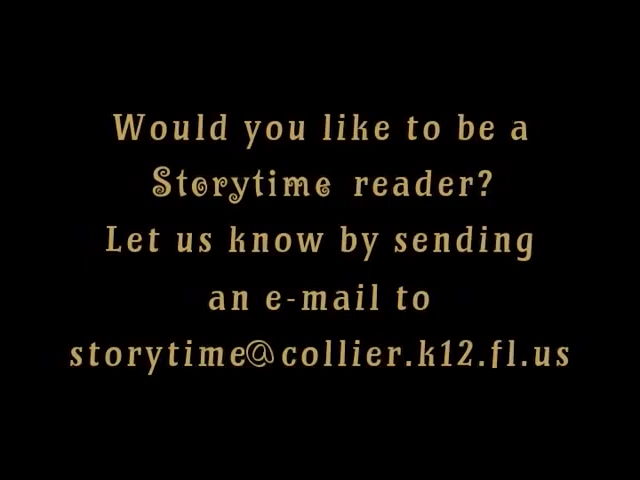 Would you like to be a
Storytime reader?
Let us know by sending
an e-mail to
storytime@collier.k12.fl.us